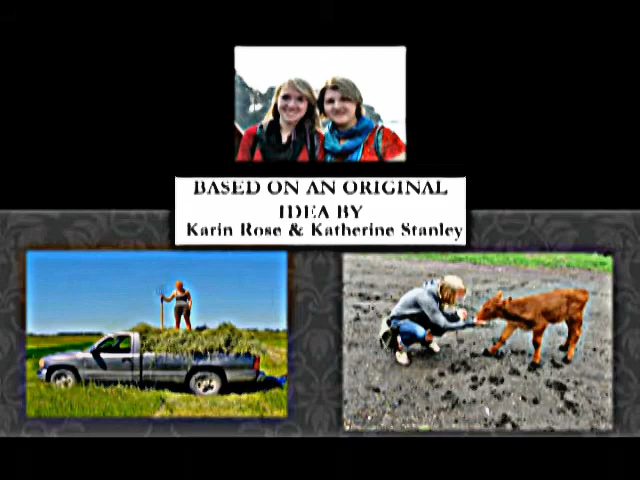 BASED ON AN ORIGINAL
IDEA BY
Karin Rose & Katherine Stanley